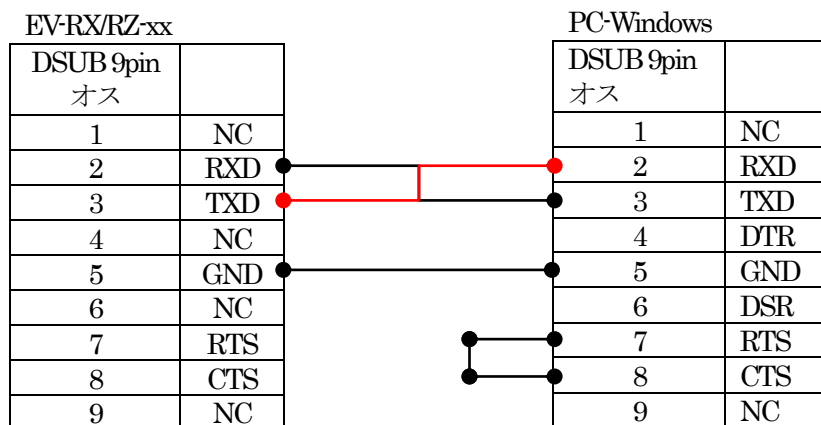 EV-RX/RZ-xx
DSUB 9pin
オス
1 NC
2 RXD
3 TXD
4 NC
5 GND
6 NC
7 RTS
8 CTS
9 NC
PC-Windows
DSUB 9pin
オス
1 NC
2 RXD
3 TXD
4 DTR
5 GND
6 DSR
7 RTS
8 CTS
9 NC